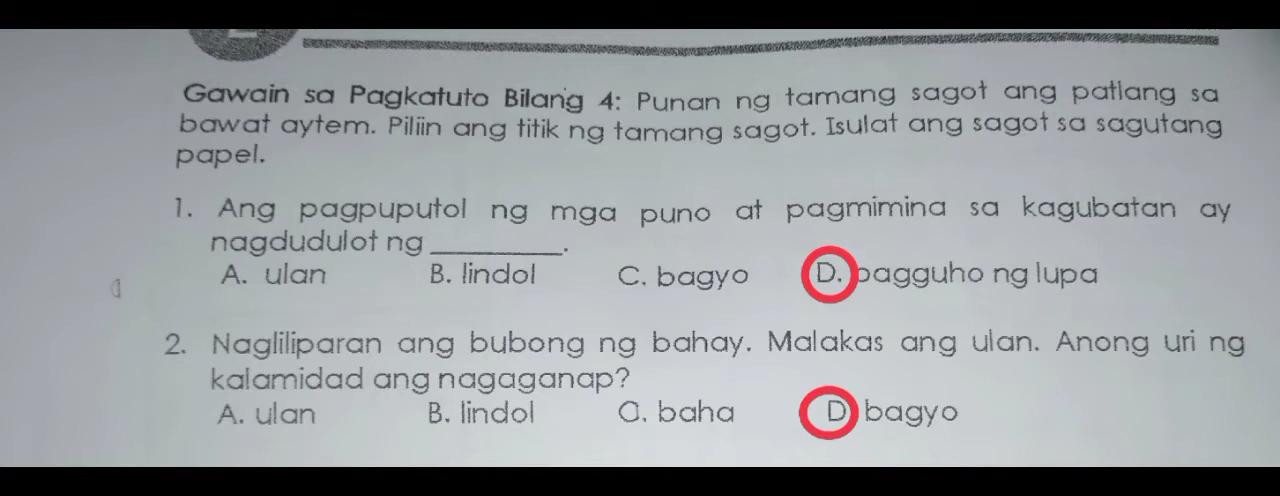 Gawain sa Pagkatuto Bilang 4: Punan ng tamang sagot ang patlang sa
bawat aytem. Piliin ang titik ng tamang sagot. Isulat ang sagot sa sagutang
papel.
1. Ang pagpuputol ng mga puno at pagmimina sa kagubatan ay
nagdudulot ng __________.
A. ulan B. lindol C. bagyo D. pagguho ng lupa
2. Nagliliparan ang bubong ng bahay. Malakas ang ulan. Anong uri ng
kalamidad ang nagaganap?
A. ulan B. lindol C. baha D bagyo